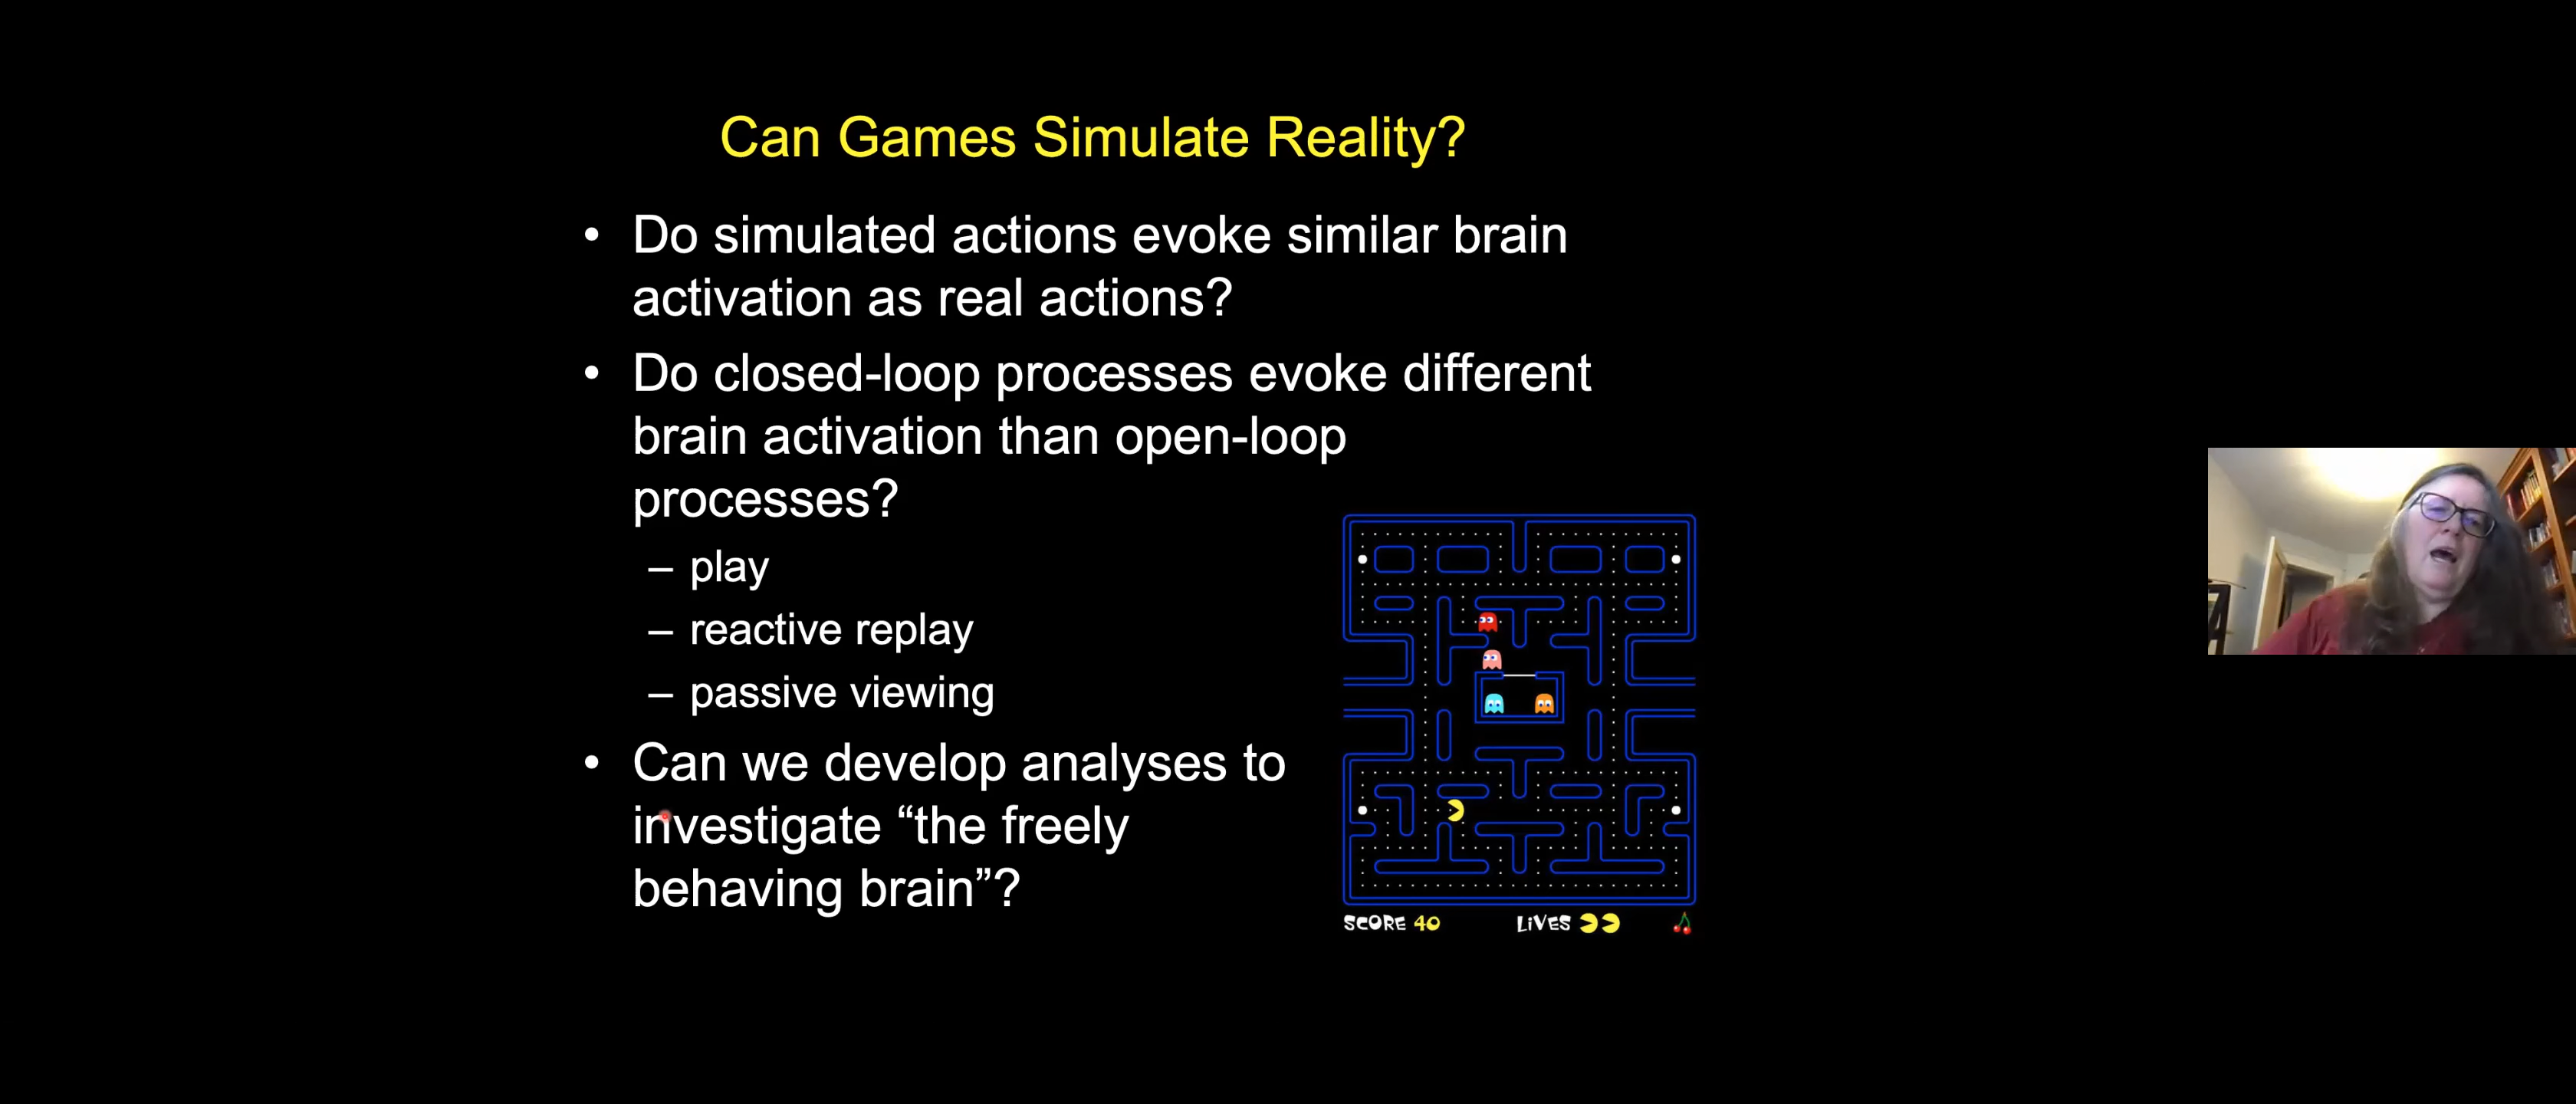 Can Games Simulate Reality?
• Do simulated actions evoke similar brain
activation as real actions?
• Do closed-loop processes evoke different
brain activation than open-loop
processes?
– play
– reactive replay
– passive viewing
• Can we develop analyses to
investigate “the freely
behaving brain”?
SCORE 40 LIVES